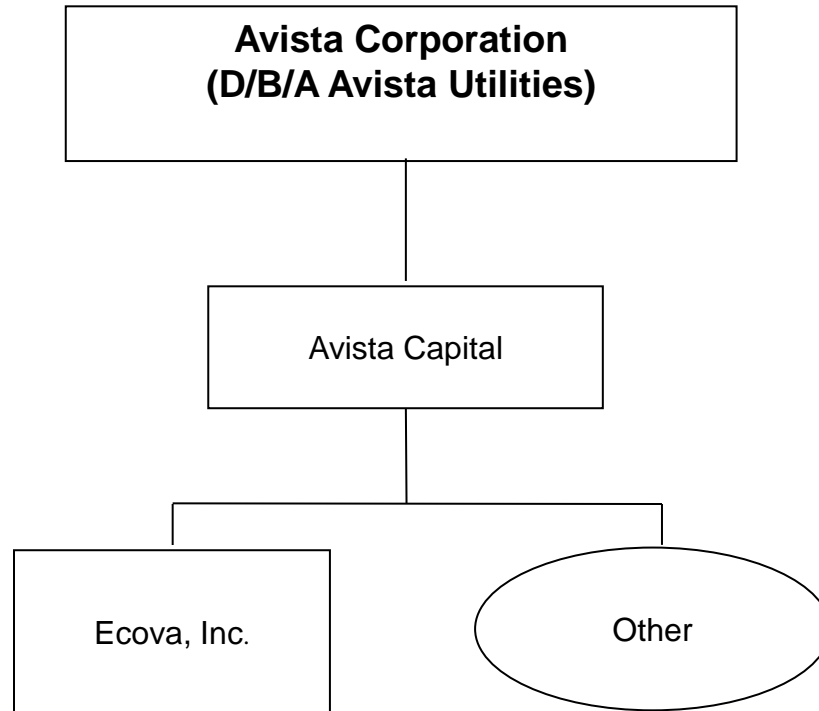 Avista Corporation
(D/B/A Avista Utilities)
Avista Capital
Ecova, Inc.
Other